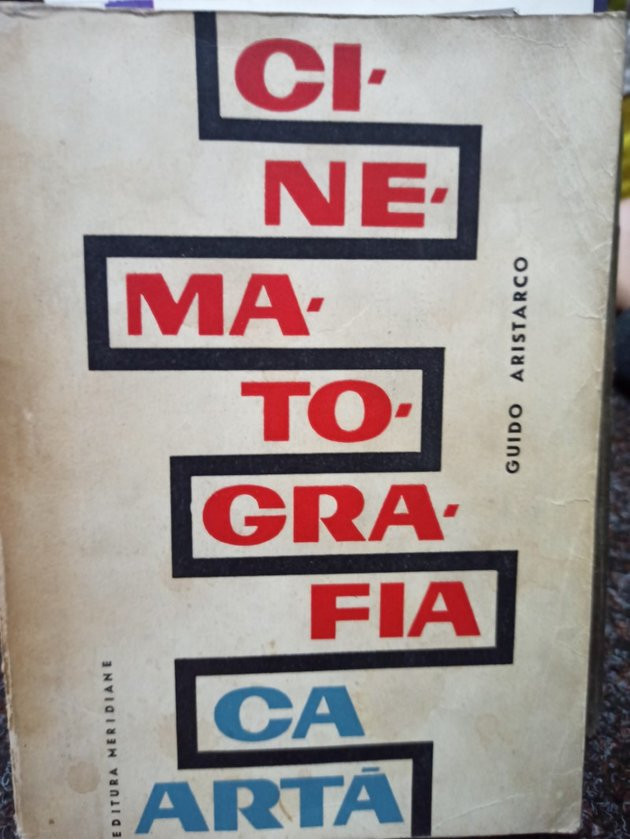 CI-
NE-
MA-
TO-
GRA-
FIA
CA
ARTĂ
GUIDO ARISTARCO
EDITURA MERIDIANE